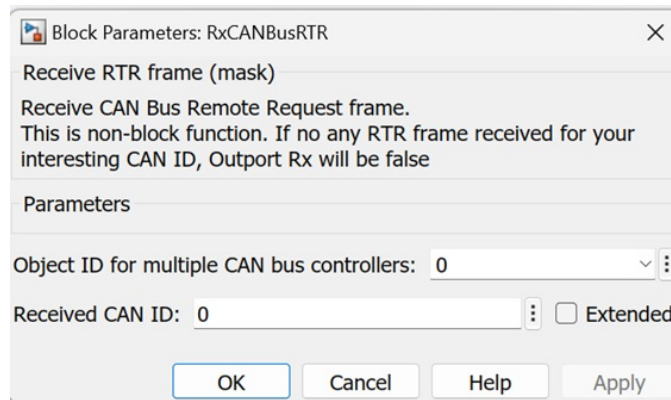 Block Parameters: RxCANBusRTR
Receive RTR frame (mask)
Receive CAN Bus Remote Request frame.
This is non-block function. If no any RTR frame received for your
interesting CAN ID, Outport Rx will be false
Parameters
Object ID for multiple CAN bus controllers: 0
Received CAN ID: 0 Extended
OK Cancel Help Apply